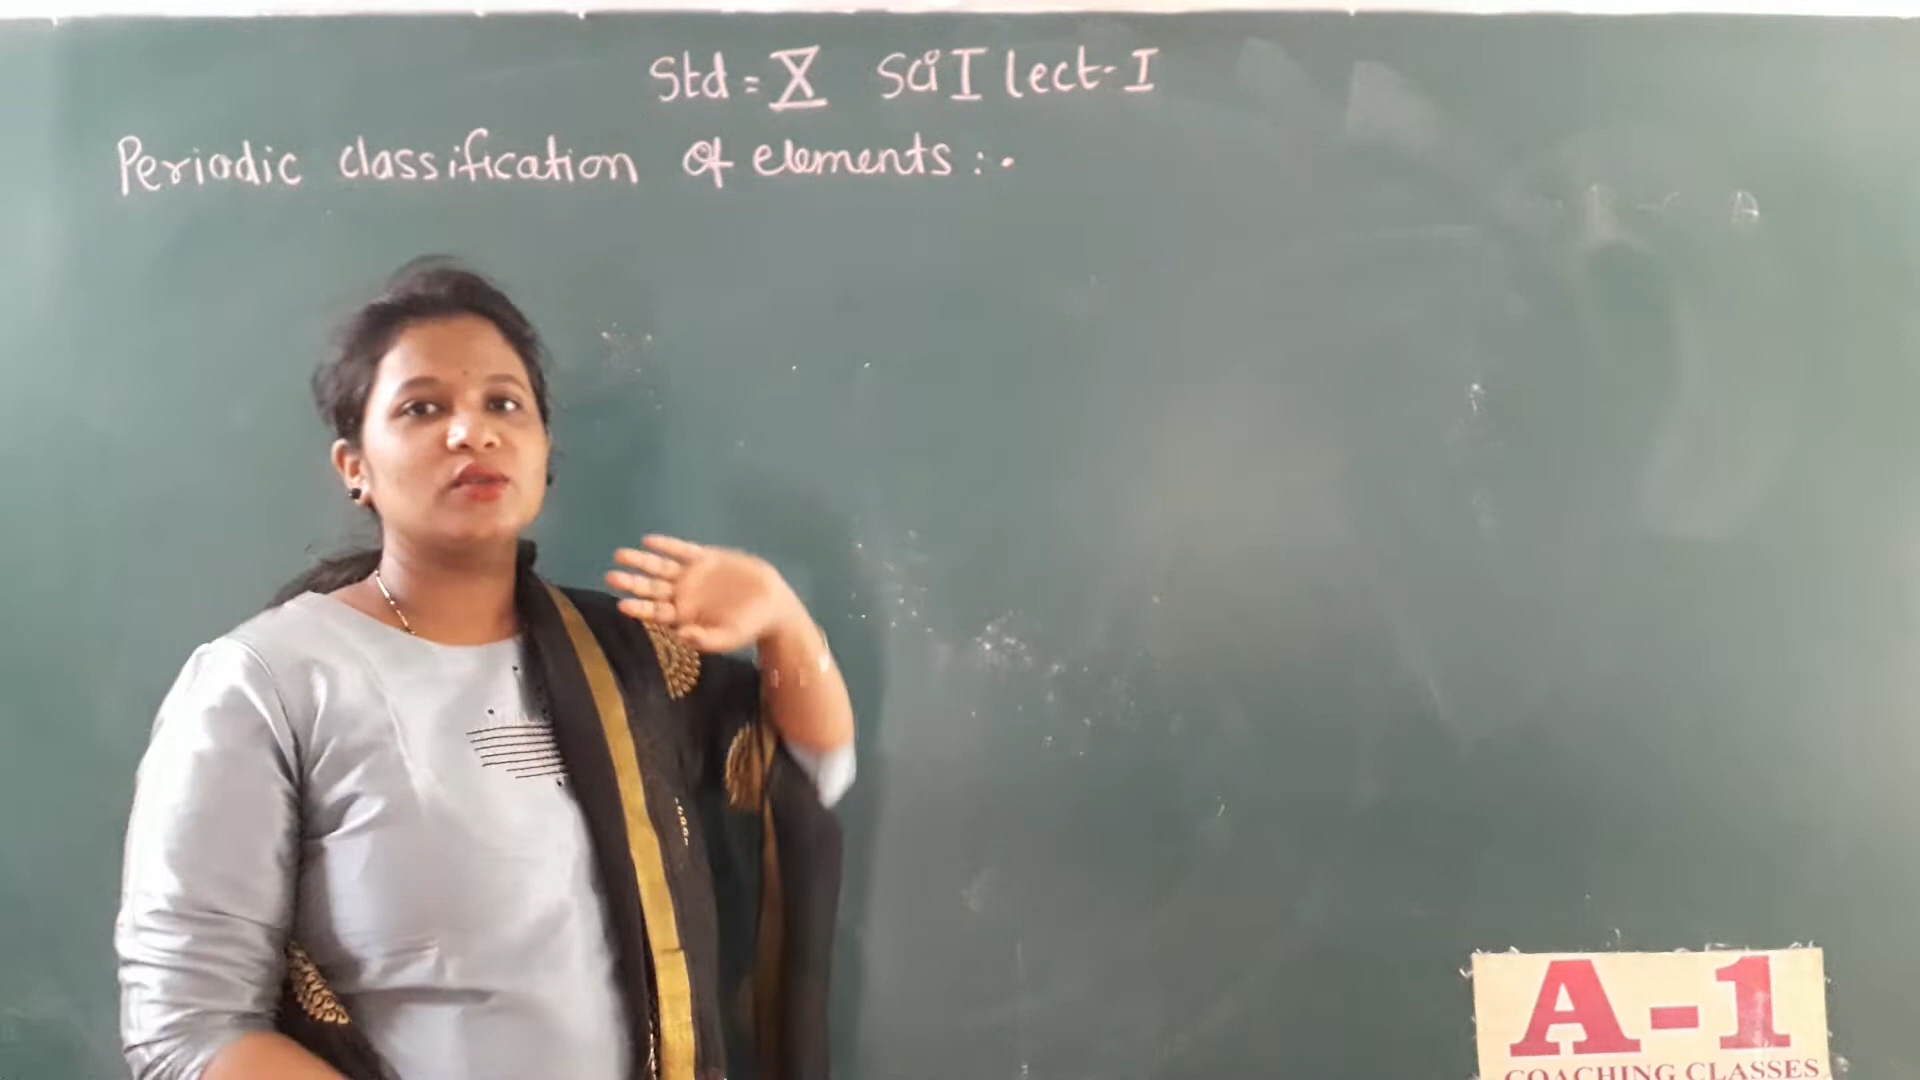 Std = X Sci I lect-I
Periodic classification of elements :-
A-1
COACHING CLASSES